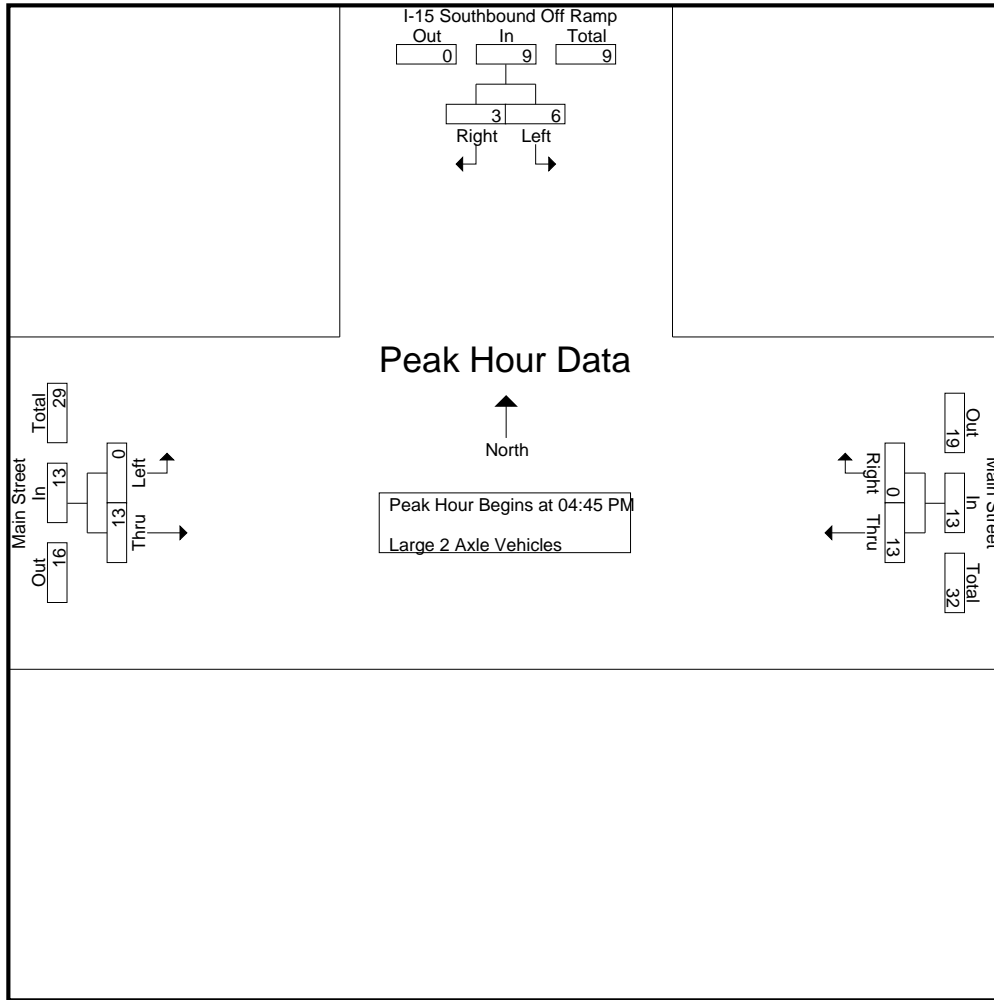 I-15 Southbound Off Ramp
Out In Total
0 9 9
3 6
Right Left
Peak Hour Data
North
Peak Hour Begins at 04:45 PM
Large 2 Axle Vehicles
Main Street
Out In Total
16 13 29
Left Thru
0 13
Main Street
Out In Total
19 13 32
Right Thru
0 13